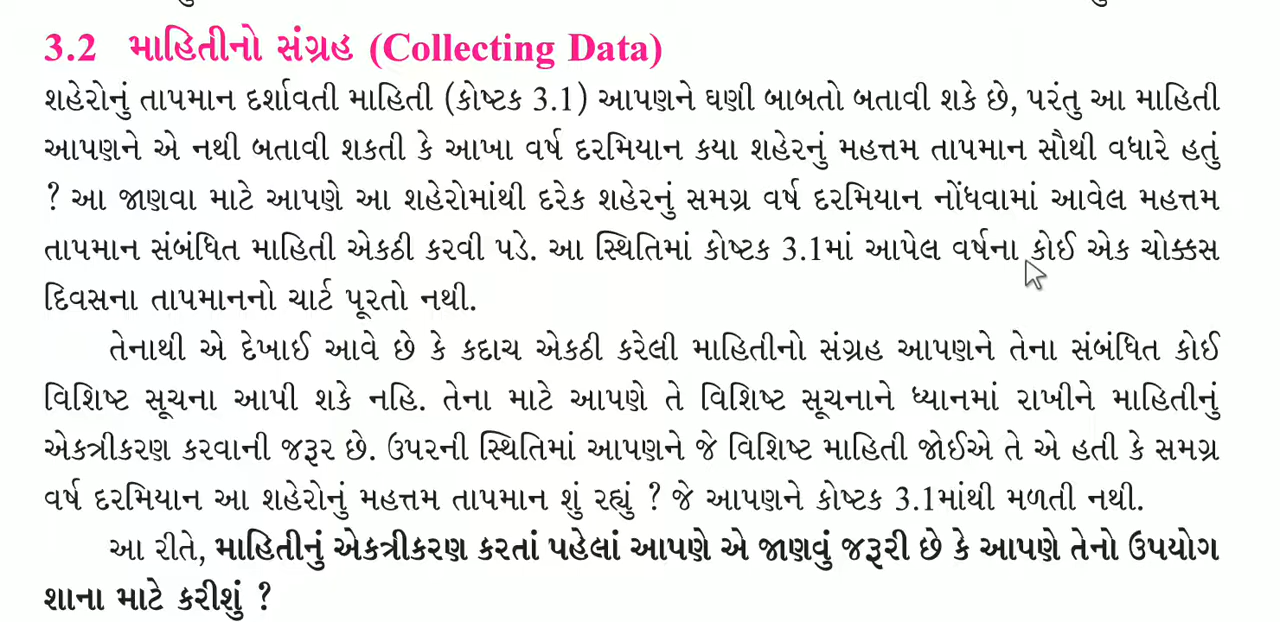 3.2 માહિતીનો સંગ્રહ (Collecting Data)
શહેરોનું તાપમાન દર્શાવતી માહિતી (કોષ્ટક 3.1) આપણને ઘણી બાબતો બતાવી શકે છે, પરંતુ આ માહિતી
આપણને એ નથી બતાવી શકતી કે આખા વર્ષ દરમિયાન કયા શહેરનું મહત્તમ તાપમાન સૌથી વધારે હતું
? આ જાણવા માટે આપણે આ શહેરોમાંથી દરેક શહેરનું સમગ્ર વર્ષ દરમિયાન નોંધવામાં આવેલ મહત્તમ
તાપમાન સંબંધિત માહિતી એકઠી કરવી પડે. આ સ્થિતિમાં કોષ્ટક 3.1માં આપેલ વર્ષના કોઈ એક ચોક્કસ
દિવસના તાપમાનનો ચાર્ટ પૂરતો નથી.
તેનાથી એ દેખાઈ આવે છે કે કદાચ એકઠી કરેલી માહિતીનો સંગ્રહ આપણને તેના સંબંધિત કોઈ
વિશિષ્ટ સૂચના આપી શકે નહિ. તેના માટે આપણે તે વિશિષ્ટ સૂચનાને ધ્યાનમાં રાખીને માહિતીનું
એકત્રીકરણ કરવાની જરૂર છે. ઉપરની સ્થિતિમાં આપણને જે વિશિષ્ટ માહિતી જોઈએ તે એ હતી કે સમગ્ર
વર્ષ દરમિયાન આ શહેરોનું મહત્તમ તાપમાન શું રહ્યું ? જે આપણને કોષ્ટક 3.1માંથી મળતી નથી.
આ રીતે, માહિતીનું એકત્રીકરણ કરતાં પહેલાં આપણે એ જાણવું જરૂરી છે કે આપણે તેનો ઉપયોગ
શાના માટે કરીશું ?